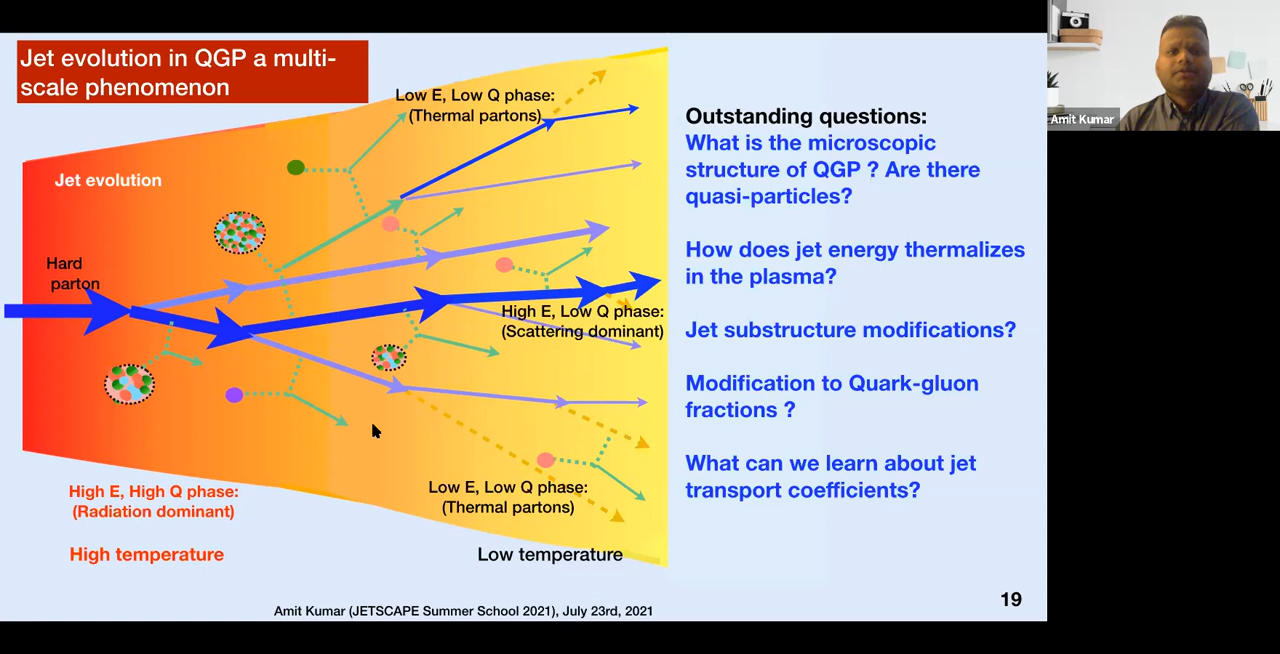 Jet evolution in QGP a multi-
scale phenomenon
Low E, Low Q phase:
(Thermal partons)
Jet evolution
Hard
parton
High E, Low Q phase:
(Scattering dominant)
High E, High Q phase:
(Radiation dominant)
Low E, Low Q phase:
(Thermal partons)
High temperature
Low temperature
Outstanding questions:
What is the microscopic
structure of QGP ? Are there
quasi-particles?
How does jet energy thermalizes
in the plasma?
Jet substructure modifications?
Modification to Quark-gluon
fractions ?
What can we learn about jet
transport coefficients?
Amit Kumar (JETSCAPE Summer School 2021), July 23rd, 2021
19
Amit Kumar